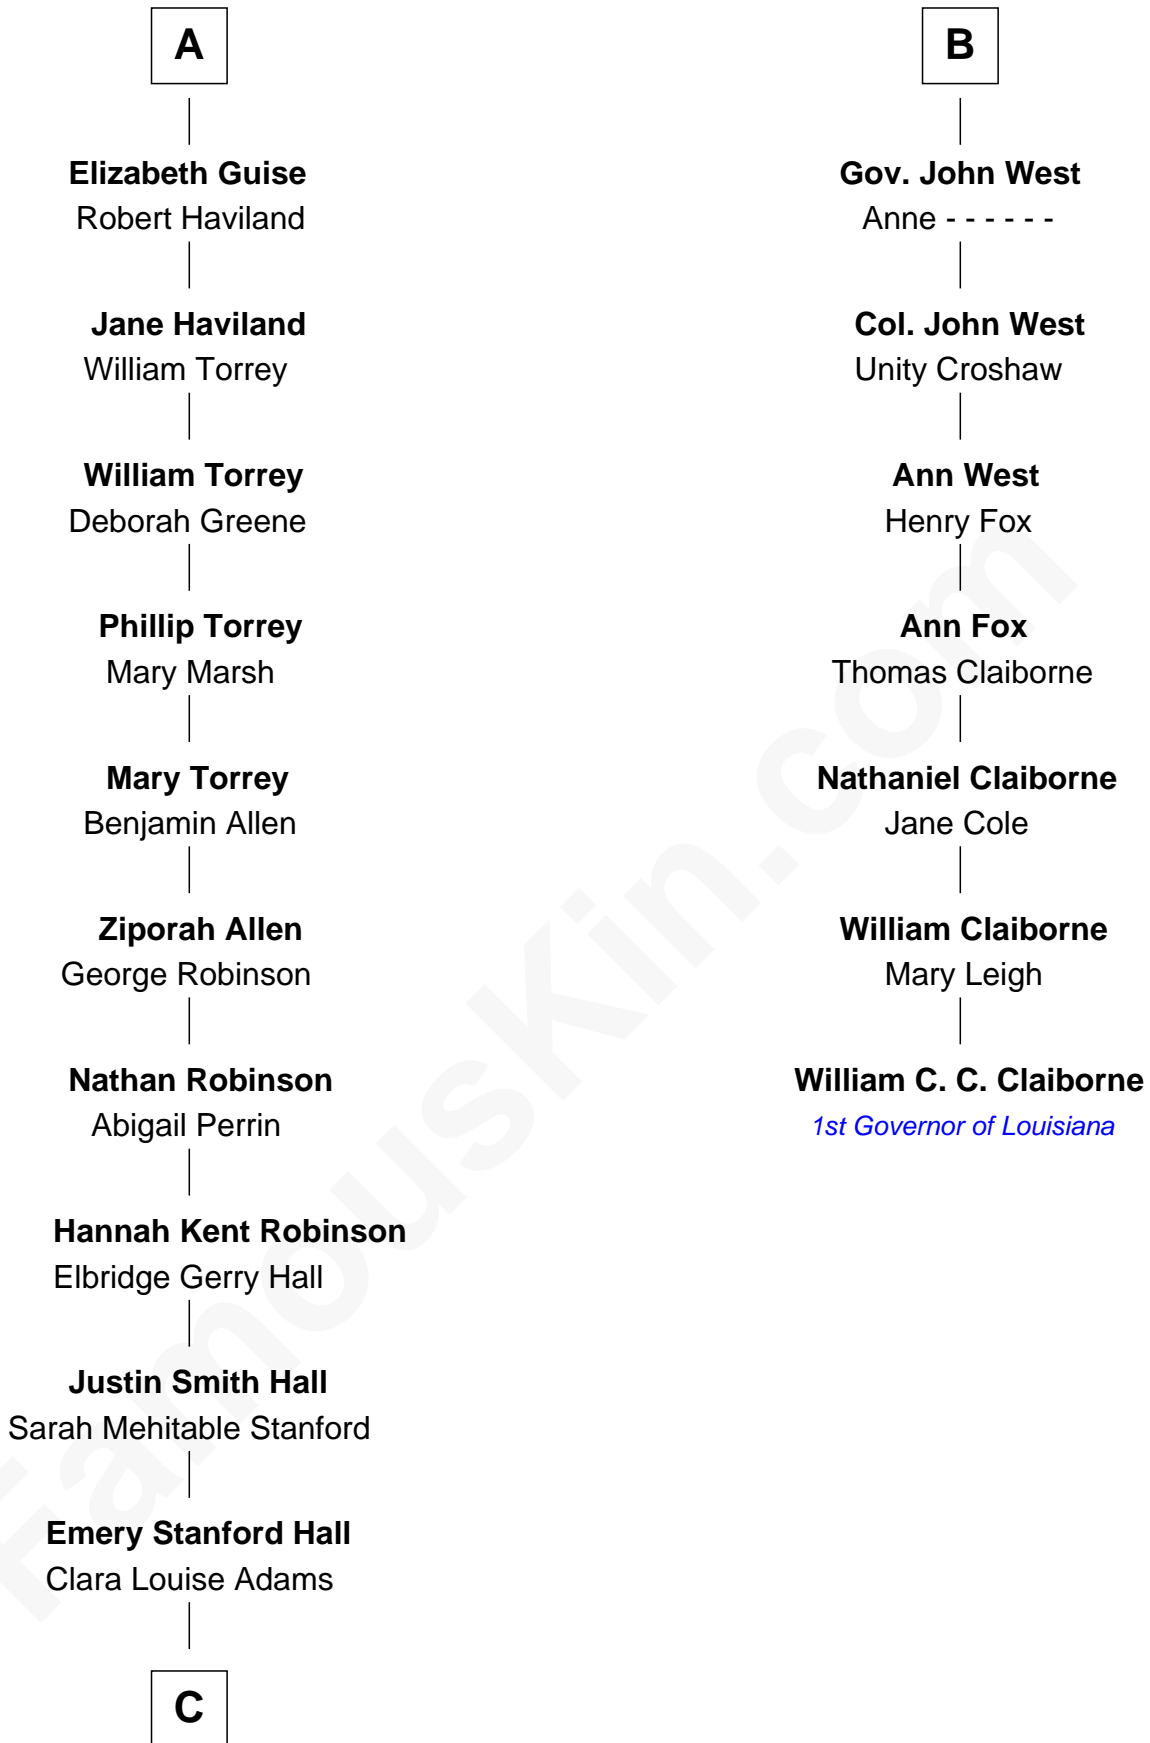 A
Elizabeth Guise
Robert Haviland
Jane Haviland
William Torrey
William Torrey
Deborah Greene
Phillip Torrey
Mary Marsh
Mary Torrey
Benjamin Allen
Ziporah Allen
George Robinson
Nathan Robinson
Abigail Perrin
Hannah Kent Robinson
Elbridge Gerry Hall
Justin Smith Hall
Sarah Mehitable Stanford
Emery Stanford Hall
Clara Louise Adams
C
B
Gov. John West
Anne - - - - - -
Col. John West
Unity Croshaw
Ann West
Henry Fox
Ann Fox
Thomas Claiborne
Nathaniel Claiborne
Jane Cole
William Claiborne
Mary Leigh
William C. C. Claiborne
1st Governor of Louisiana
FamousKin.com